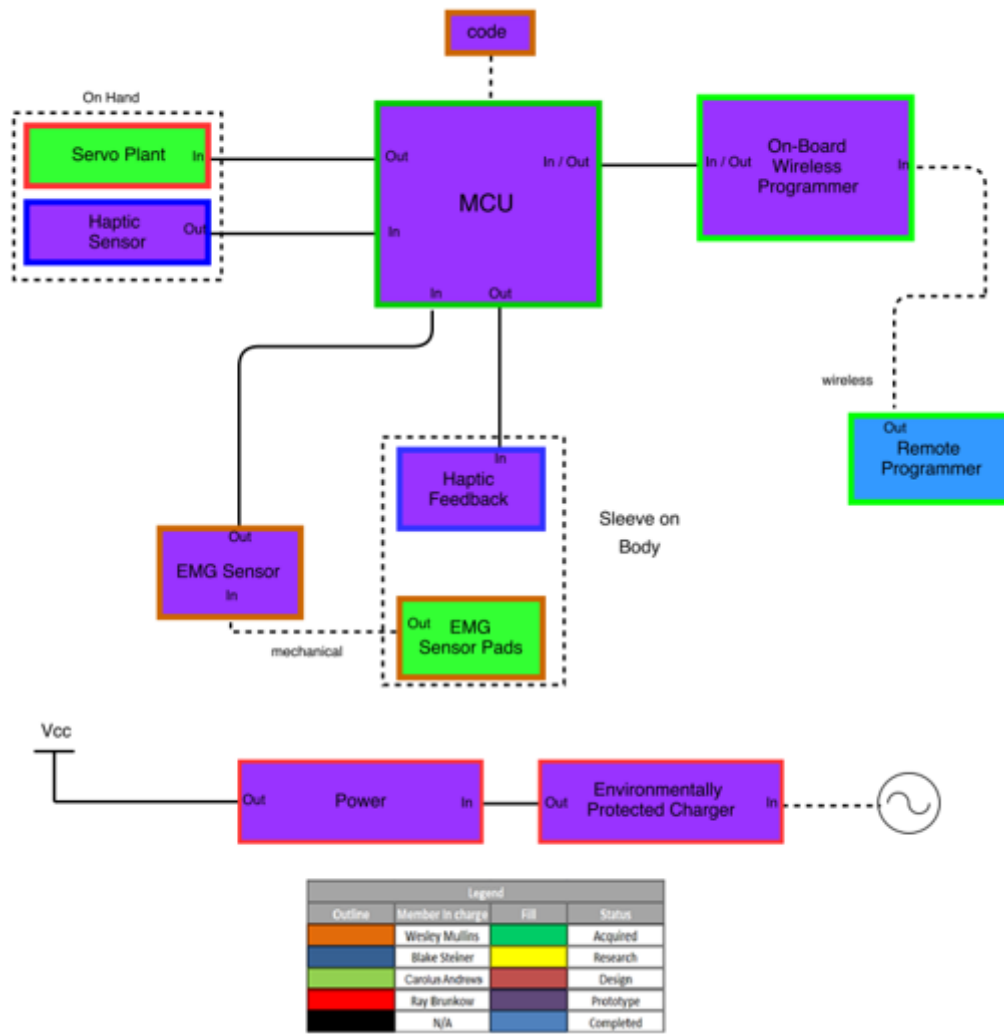 code
On Hand
Servo Plant
In
Haptic
Sensor
Out
Out
In
MCU
In / Out
In
Out
In / Out
On-Board
Wireless
Programmer
In
wireless
Out
Remote
Programmer
In
Haptic
Feedback
Sleeve on
Body
Out
EMG Sensor
In
mechanical
Out
EMG
Sensor Pads
Vcc
Out
Power
In
Out
Environmentally
Protected Charger
In
Legend
Outline Member In charge Fill Status
Wesley Mullins Acquired
Blake Steiner Research
Carolus Andrews Design
Ray Brunkow Prototype
N/A Completed